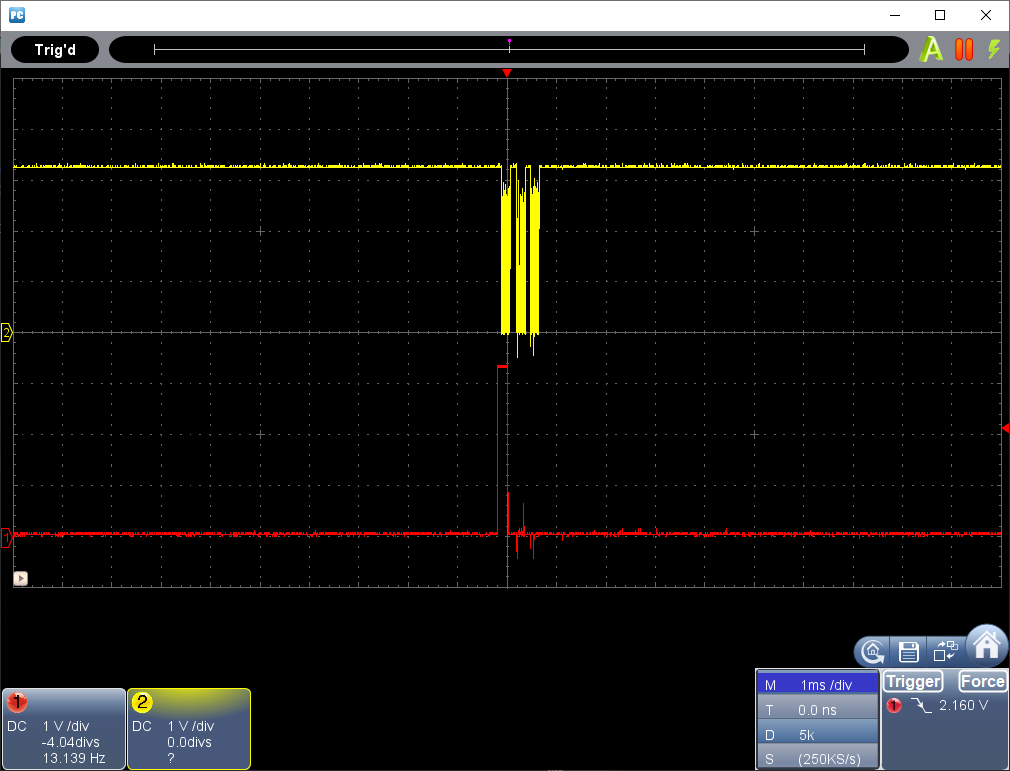 PC
Trig'd
A
2
1
1
DC 1 V /div
-4.04divs
13.139 Hz
2
DC 1 V /div
0.0divs
?
M 1ms /div
T 0.0 ns
D 5k
S (250KS/s)
Trigger Force
1 2.160 V